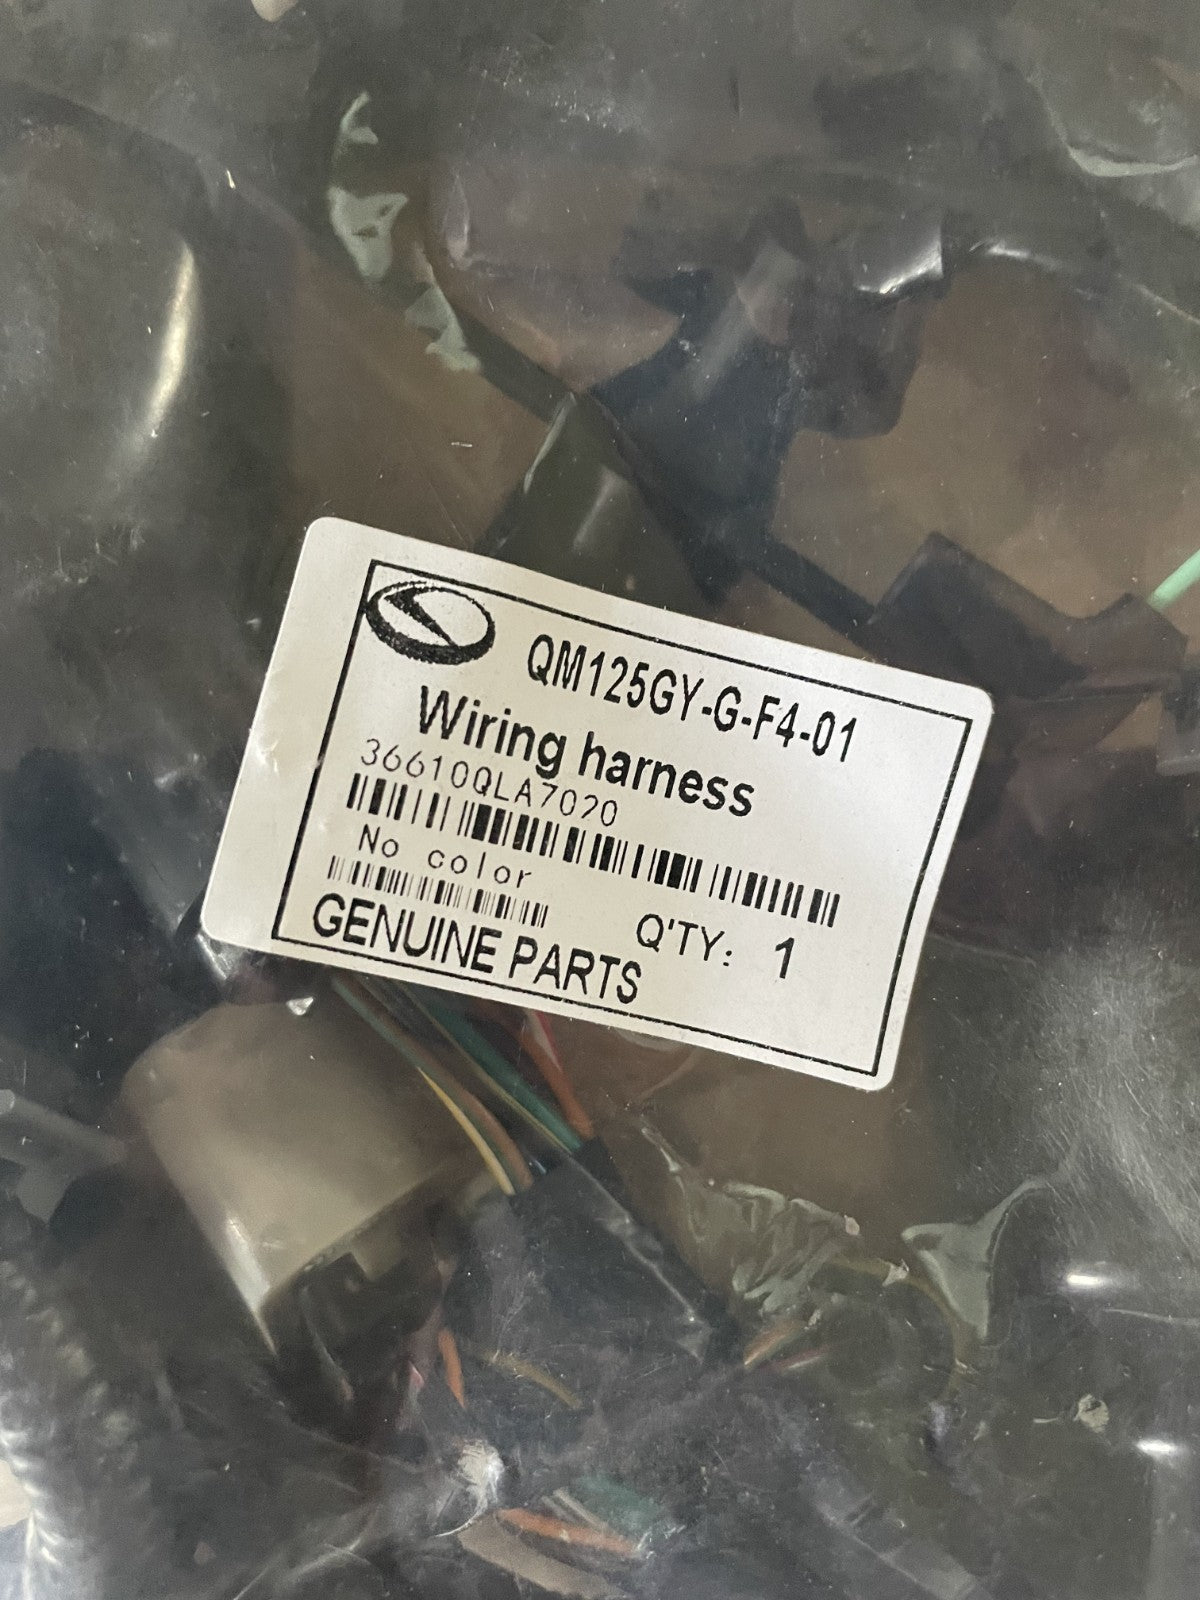 QM125GY-G-F4-01
Wiring harness
36610QLA7020
No color
Q'TY: 1
GENUINE PARTS